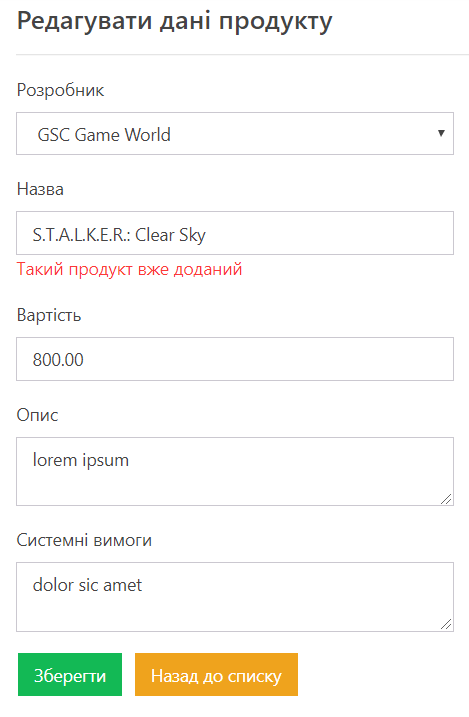 Редагувати дані продукту
Розробник
GSC Game World
Назва
S.T.A.L.K.E.R.: Clear Sky
Такий продукт вже доданий
Вартість
800.00
Опис
lorem ipsum
Системні вимоги
dolor sic amet
Зберегти
Назад до списку